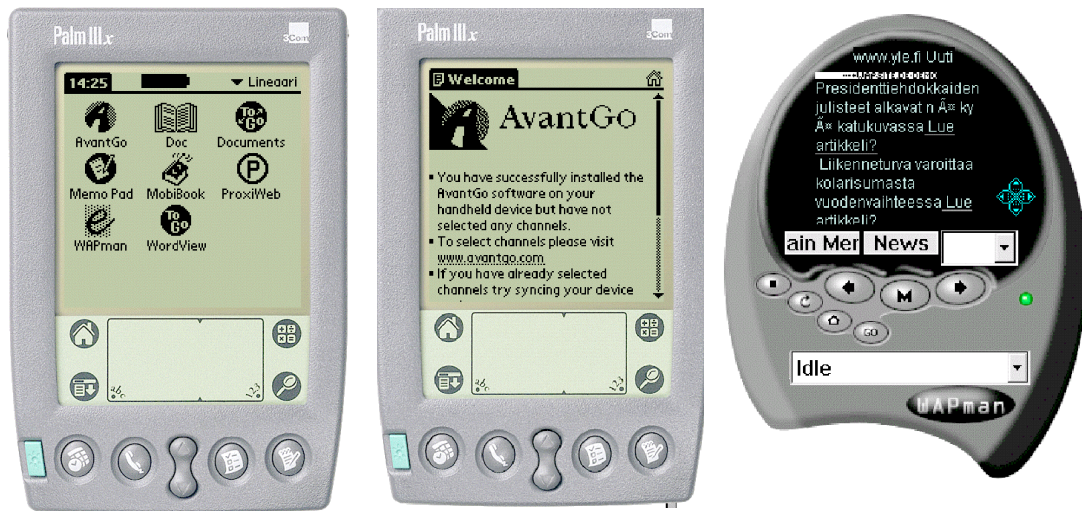 Palm IIIx
3Com
14:25
Lineaari
AvantGo
Doc
Documents
Memo Pad
MobiBook
ProxiWeb
WAPman
WordView
abc
123
Palm IIIx
3Com
Welcome
AvantGo
You have successfully installed the
AvantGo software on your
handheld device but have not
selected any channels.
To select channels please visit
www.avantgo.com
If you have already selected
channels try syncing your device
abc
123
www.yle.fi Uuti
Presidenttiehdokkaiden
julisteet alkavat n Ã¤ ky
Ã¤ katukuvassa Lue
artikkeli?
Liikenneturva varoittaa
kolarisumasta
vuodenvaihteessa Lue
artikkeli?
ain Mer News
M
GO
Idle
WAPman